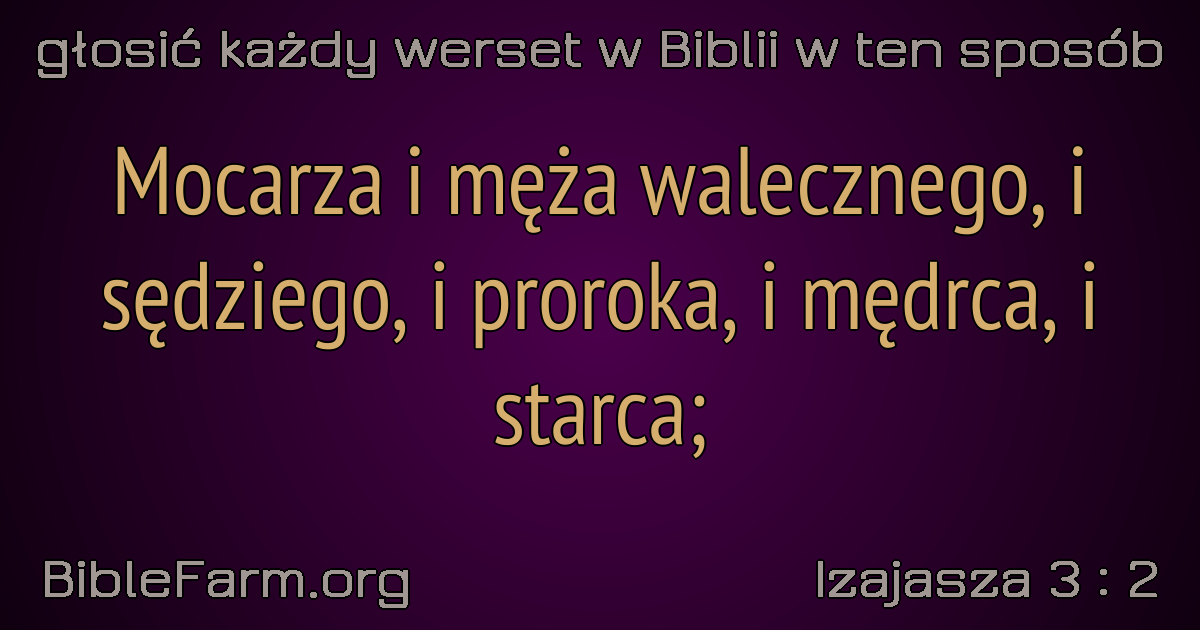 głosić każdy werset w Biblii w ten sposób
Mocarza i męża walecznego, i
sędziego, i proroka, i mędrca, i
starca;
BibleFarm.org
Izajasza 3 : 2